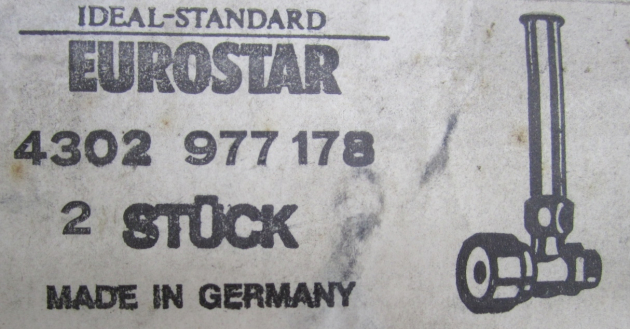 IDEAL-STANDARD
EUROSTAR
4302 977 178
2 STÜCK
MADE IN GERMANY